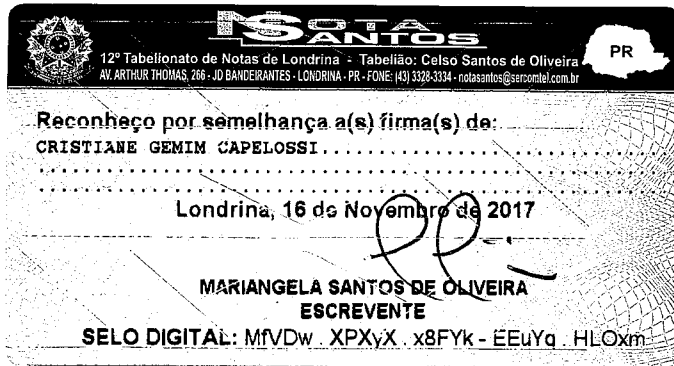 NOTA
SANTOS
12º Tabelionato de Notas de Londrina - Tabelião: Celso Santos de Oliveira
AV. ARTHUR THOMAS, 266 - JD BANDEIRANTES - LONDRINA - PR - FONE: (43) 3328-3334 - notasantos@sercomtel.com.br
PR
Reconheço por semelhança a(s) firma(s) de:
CRISTIANE GEMIM CAPELOSSI
Londrina, 16 de Novembro de 2017
MARIANGELA SANTOS DE OLIVEIRA
ESCREVENTE
SELO DIGITAL: MfVDw . XPXyX . x8FYk - EEuYq . HLOxm